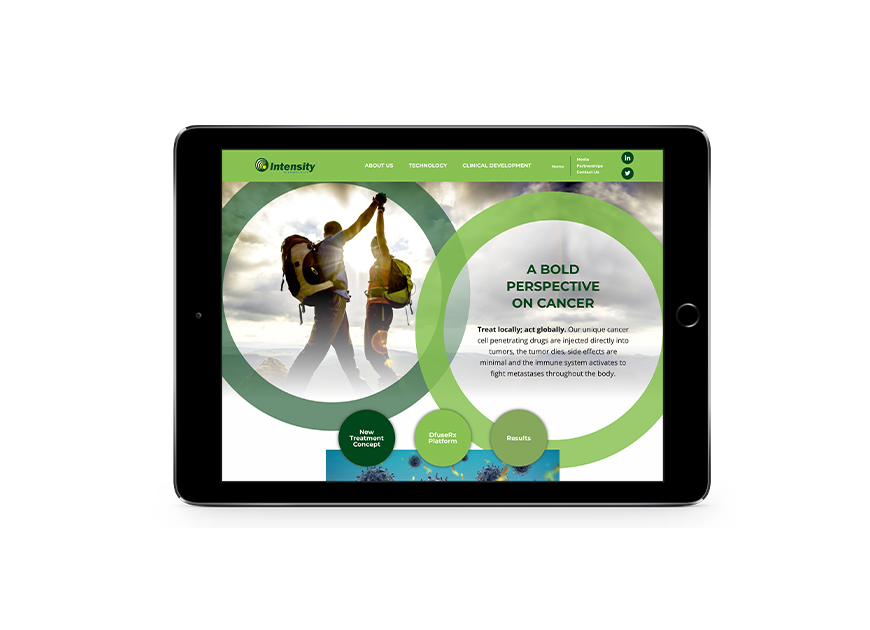 Intensity
ABOUT US
TECHNOLOGY
CLINICAL DEVELOPMENT
Home
Media
Partnerships
Contact Us
in
A BOLD
PERSPECTIVE
ON CANCER
Treat locally; act globally. Our unique cancer
cell penetrating drugs are injected directly into
tumors, the tumor dies, side effects are
minimal and the immune system activates to
fight metastases throughout the body.
New
Treatment
Concept
DfuseRx
Platform
Results